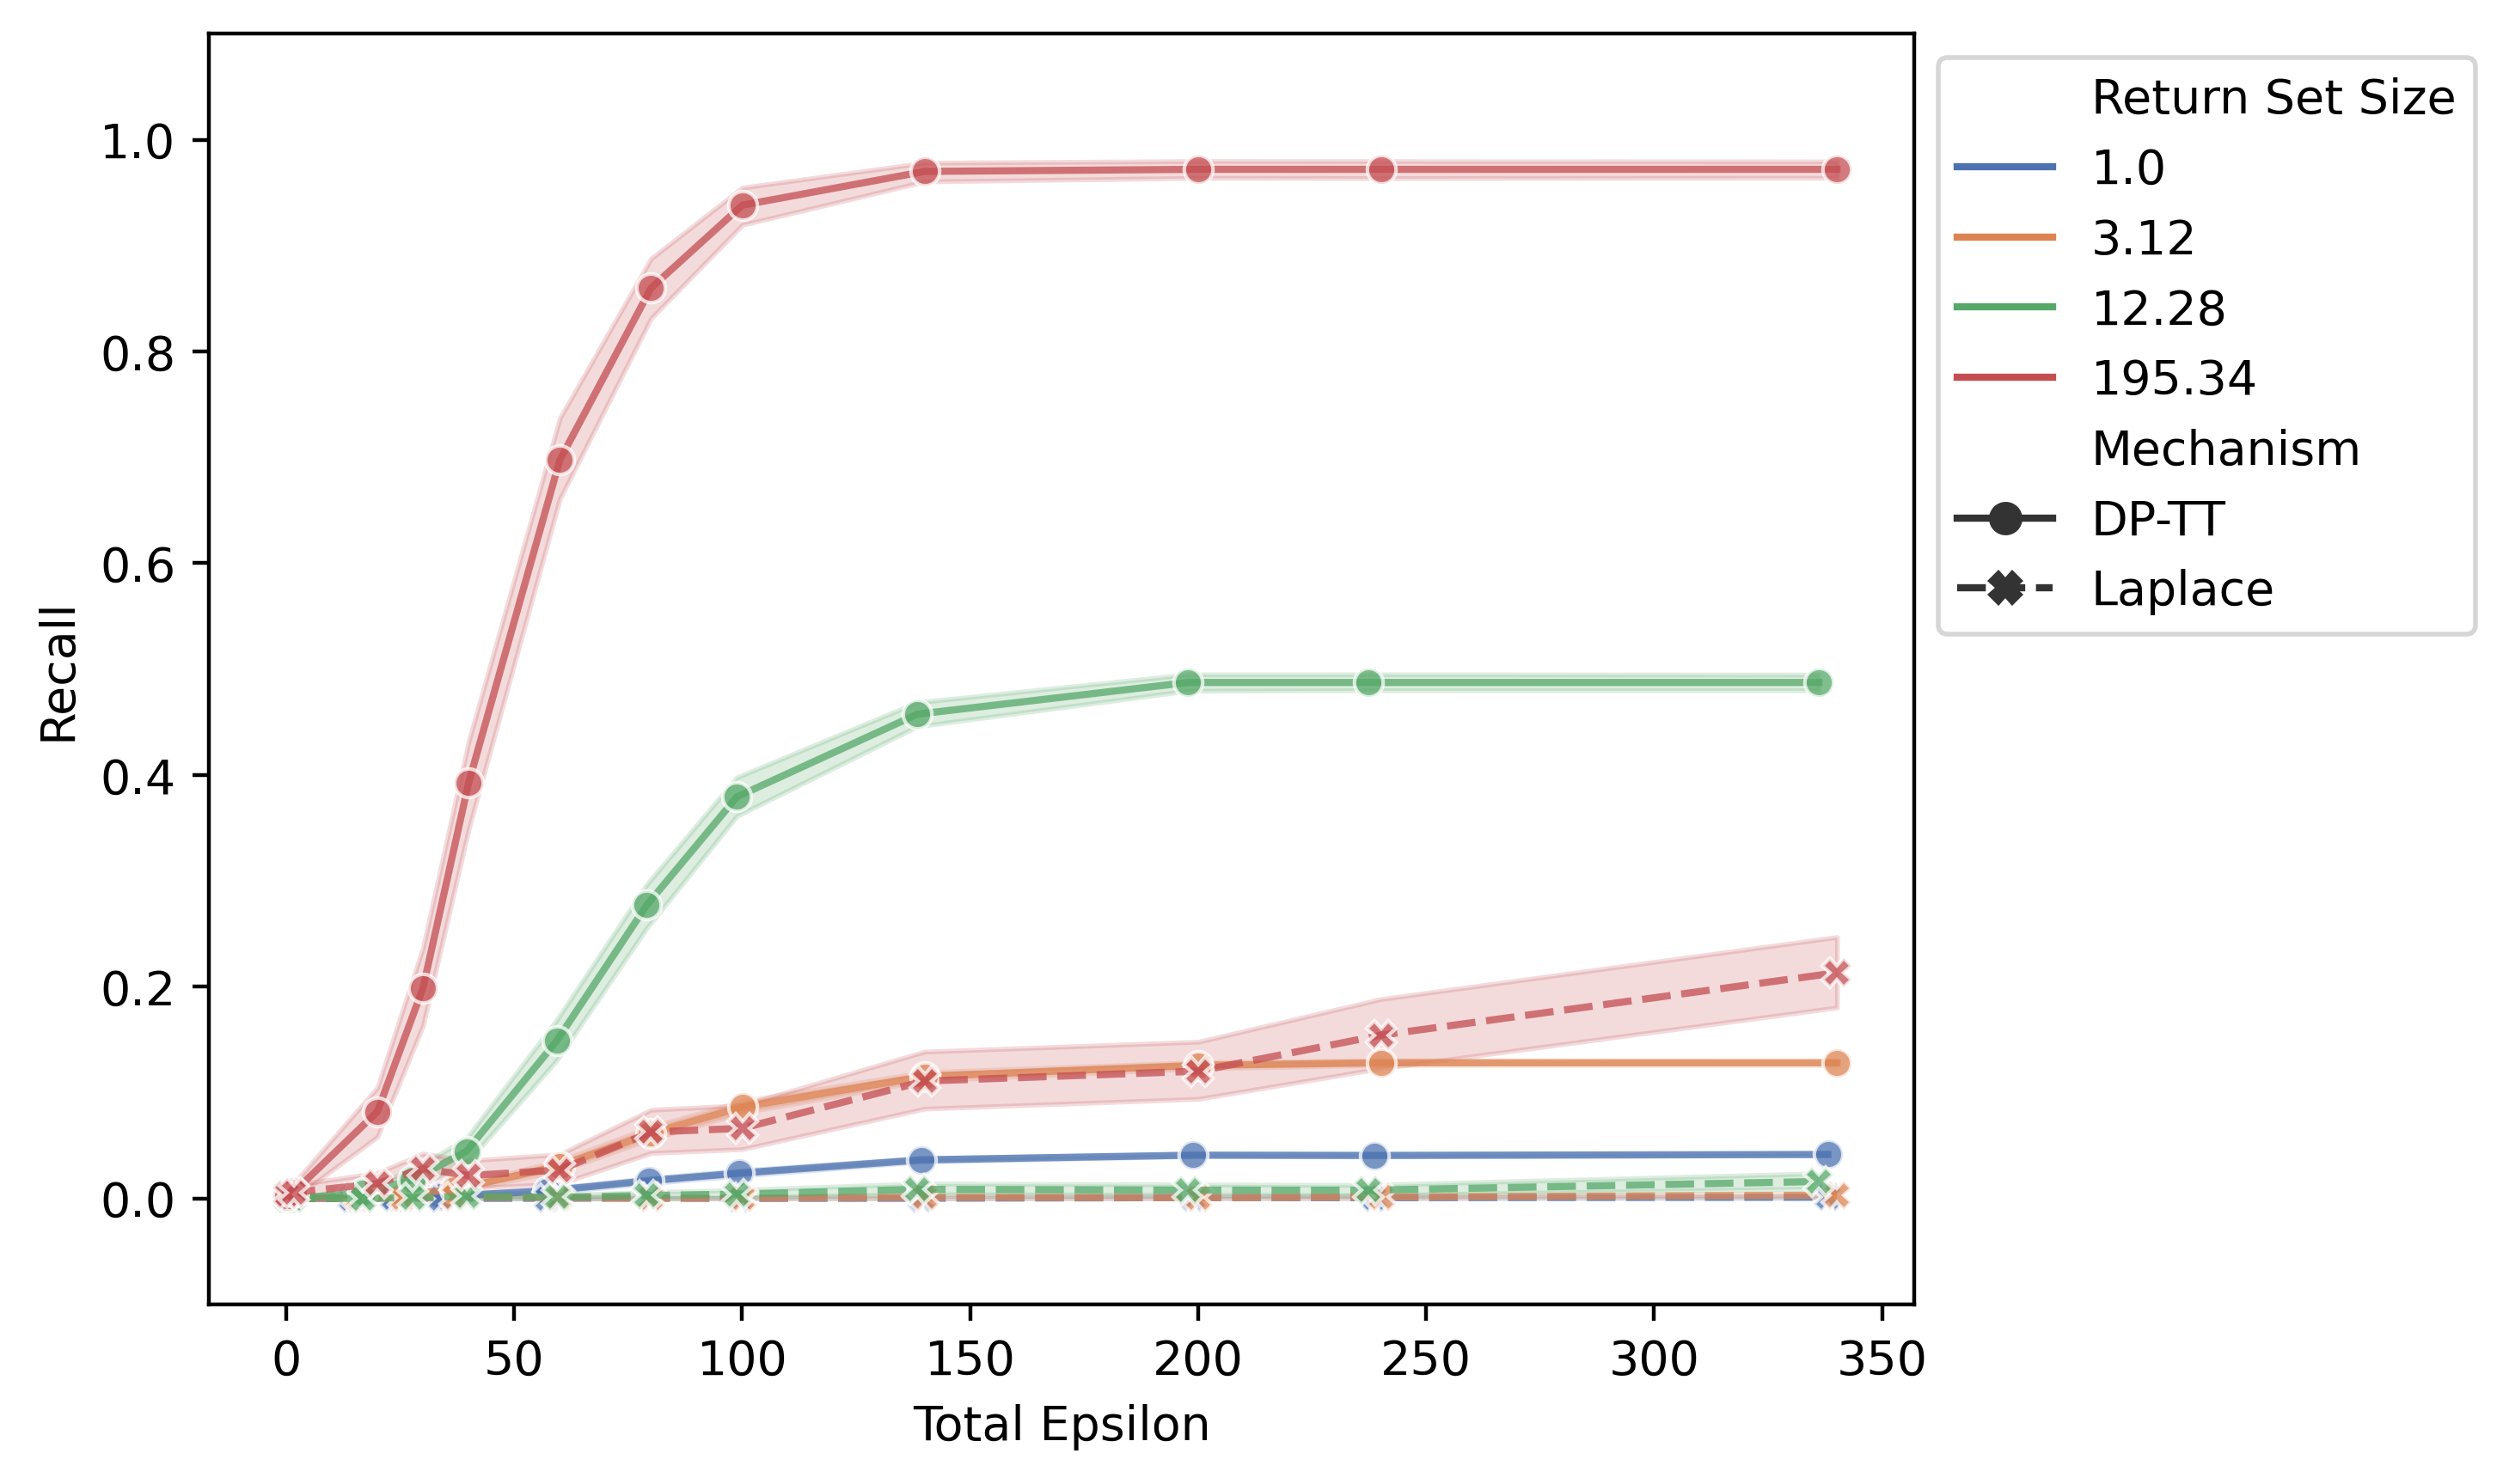 Return Set Size
1.0
3.12
12.28
195.34
Mechanism
DP-TT
Laplace
1.0
0.8
0.6
0.4
0.2
0.0
Recall
0 50 100 150 200 250 300 350
Total Epsilon